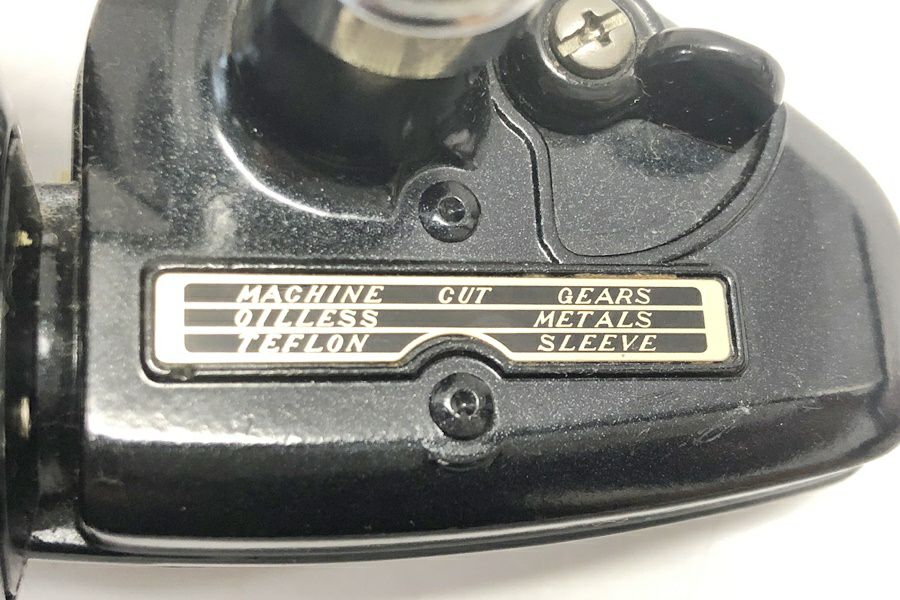 MACHINE CUT GEARS
OILLESS METALS
TEFLON SLEEVE